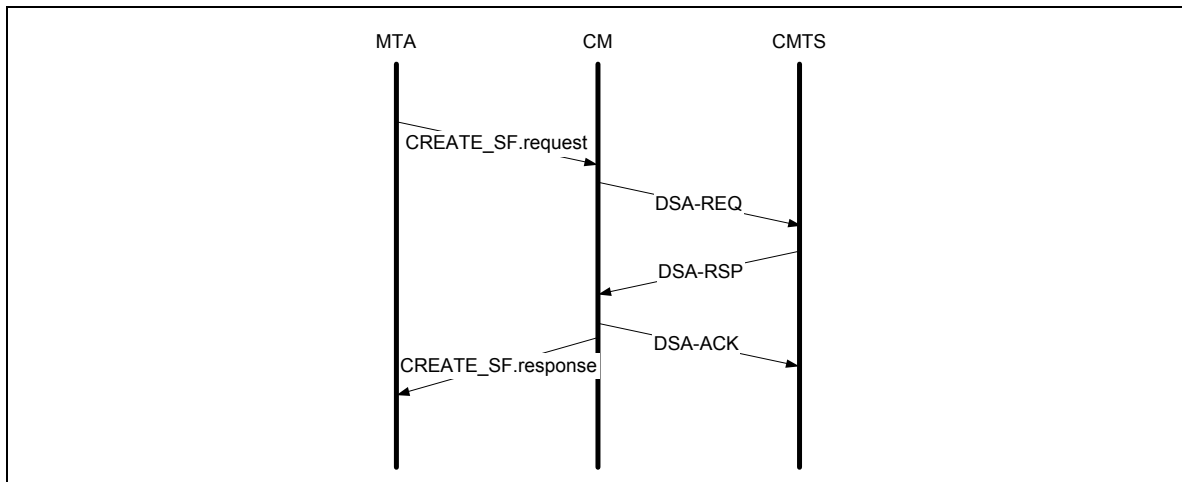 MTA CM CMTS
CREATE_SF.request
DSA-REQ
DSA-RSP
DSA-ACK
CREATE_SF.response